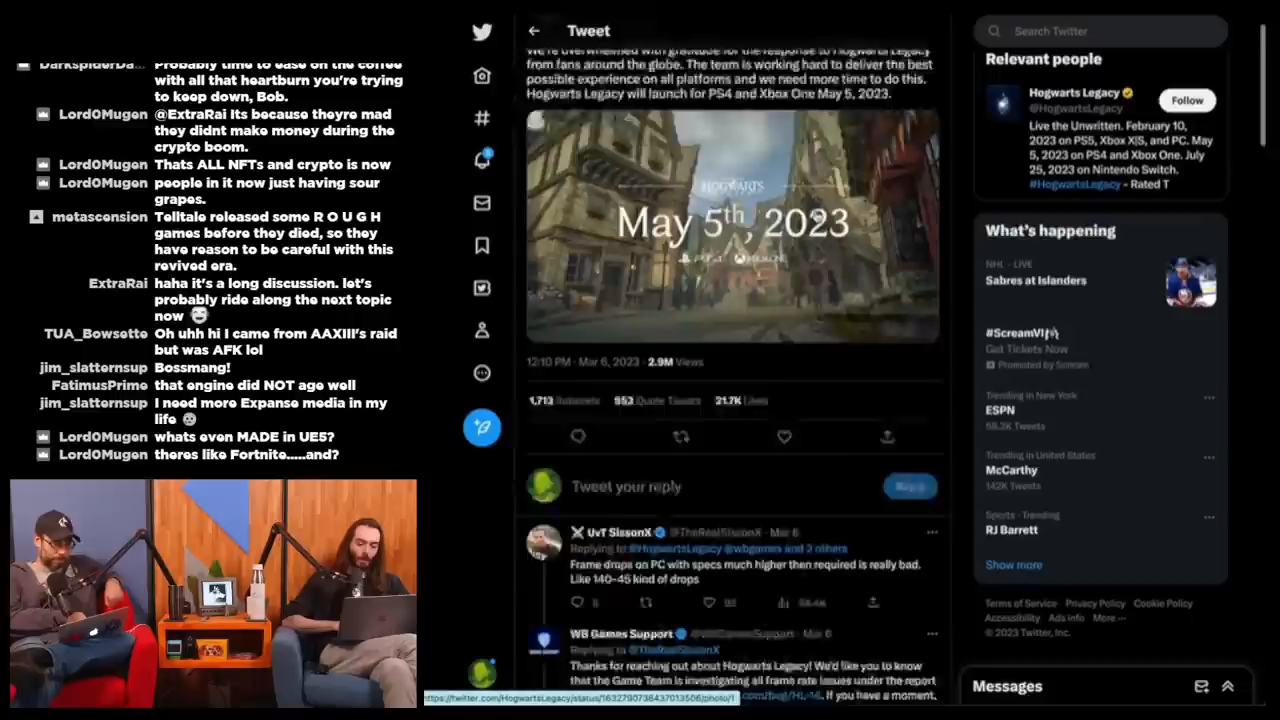 DarkspiderDa... Probably time to ease on the coffee
with all that heartburn you're trying
to keep down, Bob.
LordOMugen @ExtraRai Its because theyre mad
they didnt make money during the
crypto boom.
LordOMugen Thats ALL NFTs and crypto is now
LordOMugen people in it now just having sour
grapes.
metascension Telltale released some R O U G H
games before they died, so they
have reason to be careful with this
revived era.
ExtraRai haha it's a long discussion. let's
probably ride along the next topic
now
TUA_Bowsette Oh uhh hi I came from AAXIII's raid
but was AFK lol
jim_slatternsup Bossmang!
FatimusPrime that engine did NOT age well
jim_slatternsup I need more Expanse media in my
life
LordOMugen whats even MADE in UE5?
LordOMugen theres like Fortnite.....and?
Tweet
We're overwhelmed with gratitude for the response to Hogwarts Legacy
from fans around the globe. The team is working hard to deliver the best
possible experience on all platforms and we need more time to do this.
Hogwarts Legacy will launch for PS4 and Xbox One May 5, 2023.
HOGWARTS
May 5th, 2023
PS4 XBOX ONE
12:10 PM · Mar 6, 2023 · 2.9M Views
1,713 Retweets 953 Quote Tweets 21.7K Likes
Tweet your reply
Reply
UvT SissonX @TheRealSissonX · Mar 6
Replying to @HogwartsLegacy @wbgames and 2 others
Frame drops on PC with specs much higher then required is really bad.
Like 140-45 kind of drops
WB Games Support @WBGamesSupport · Mar 6
Replying to @TheRealSissonX
Thanks for reaching out about Hogwarts Legacy! We'd like you to know
that the Game Team is investigating all frame rate issues under the report
If you have a moment,
https://twitter.com/HogwartsLegacy/status/1632790738437013506/photo/1
Search Twitter
Relevant people
Hogwarts Legacy
@HogwartsLegacy
Follow
Live the Unwritten. February 10,
2023 on PS5, Xbox X|S, and PC. May
5, 2023 on PS4 and Xbox One. July
25, 2023 on Nintendo Switch.
#HogwartsLegacy - Rated T
What's happening
NHL · LIVE
Sabres at Islanders
#ScreamVI
Get Tickets Now
Promoted by Scream
Trending in New York
ESPN
Trending in United States
McCarthy
142K Tweets
Sports · Trending
RJ Barrett
Show more
Terms of Service Privacy Policy Cookie Policy
Accessibility Ads info More ···
© 2023 Twitter, Inc.
Messages